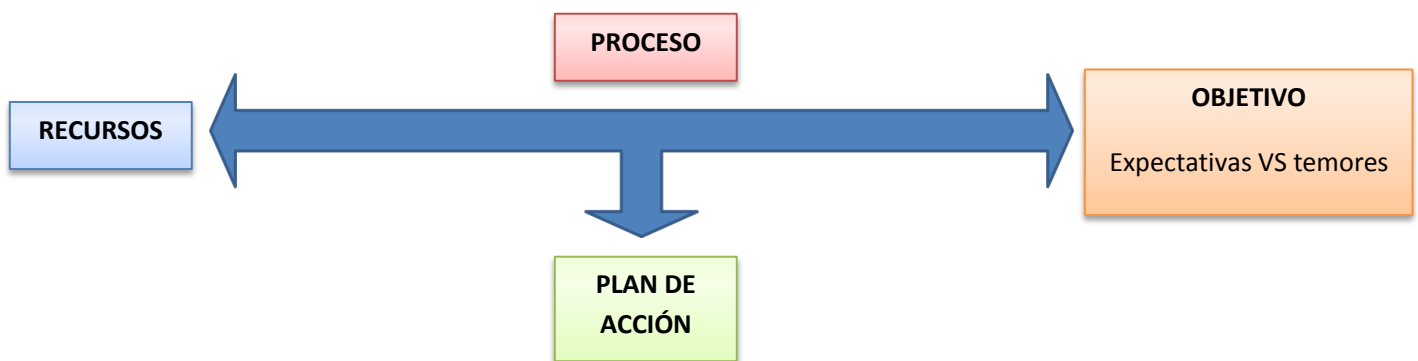 PROCESO
RECURSOS
OBJETIVO
Expectativas VS temores
PLAN DE
ACCIÓN